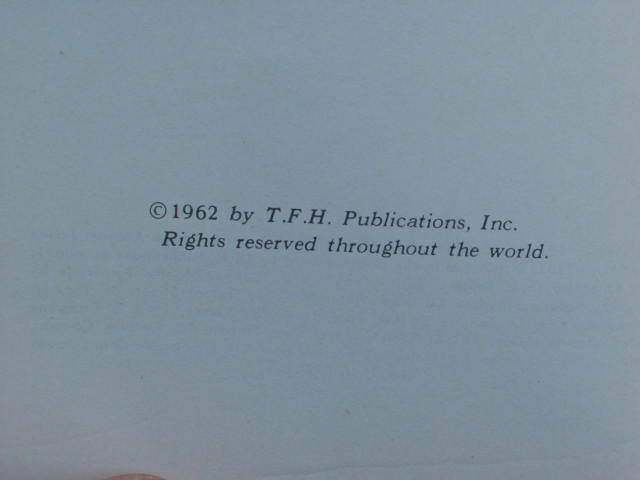 ©1962 by T.F.H. Publications, Inc.
Rights reserved throughout the world.